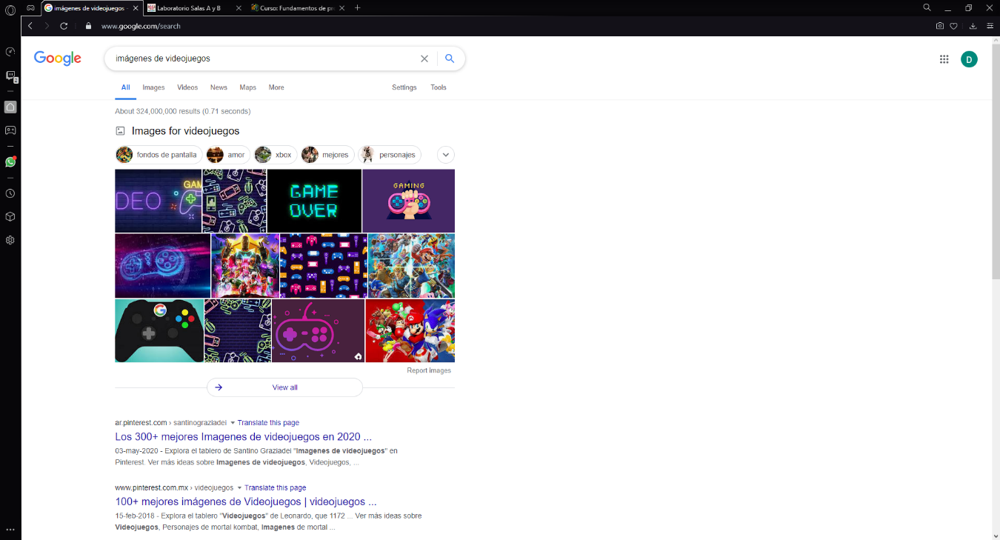 imágenes de videojuegos -
Laboratorio Salas A y B
Curso: Fundamentos de pr
www.google.com/search
2
Google
imágenes de videojuegos
D
All Images Videos News Maps More Settings Tools
About 324,000,000 results (0.71 seconds)
Images for videojuegos
fondos de pantalla amor xbox mejores personajes
DEO GAM
GAME
OVER
GAMING
G
Report images
View all
ar.pinterest.com › santinograziadei Translate this page
Los 300+ mejores Imagenes de videojuegos en 2020 ...
03-may-2020 - Explora el tablero de Santino Graziadei "Imagenes de videojuegos" en
Pinterest. Ver más ideas sobre Imagenes de videojuegos, Videojuegos, ...
www.pinterest.com.mx › videojuegos Translate this page
100+ mejores imágenes de Videojuegos | videojuegos ...
15-feb-2018 - Explora el tablero "Videojuegos" de Leonardo, que 1172 ... Ver más ideas sobre
Videojuegos, Personajes de mortal kombat, Imagenes de mortal ...